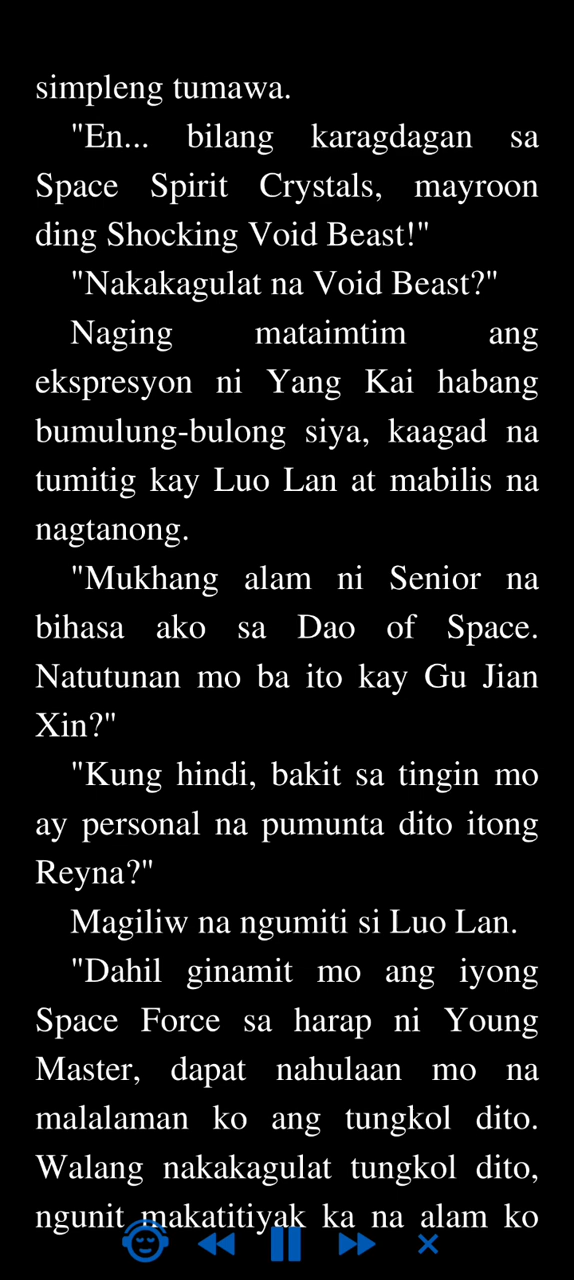 simpleng tumawa.
"En... bilang karagdagan sa
Space Spirit Crystals, mayroon
ding Shocking Void Beast!"
"Nakakagulat na Void Beast?"
Naging mataimtim ang
ekspresyon ni Yang Kai habang
bumulung-bulong siya, kaagad na
tumitig kay Luo Lan at mabilis na
nagtanong.
"Mukhang alam ni Senior na
bihasa ako sa Dao of Space.
Natutunan mo ba ito kay Gu Jian
Xin?"
"Kung hindi, bakit sa tingin mo
ay personal na pumunta dito itong
Reyna?"
Magiliw na ngumiti si Luo Lan.
"Dahil ginamit mo ang iyong
Space Force sa harap ni Young
Master, dapat nahulaan mo na
malalaman ko ang tungkol dito.
Walang nakakagulat tungkol dito,
ngunit makatitiyak ka na alam ko